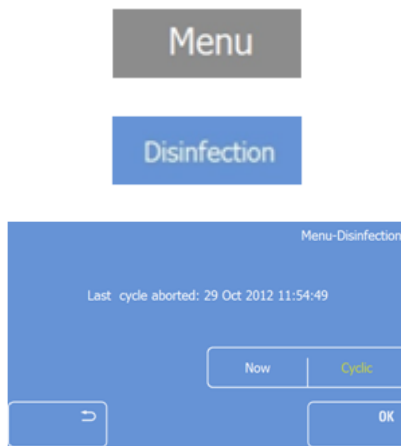 Menu
Disinfection
Menu-Disinfection
Last cycle aborted: 29 Oct 2012 11:54:49
Now
Cyclic
OK